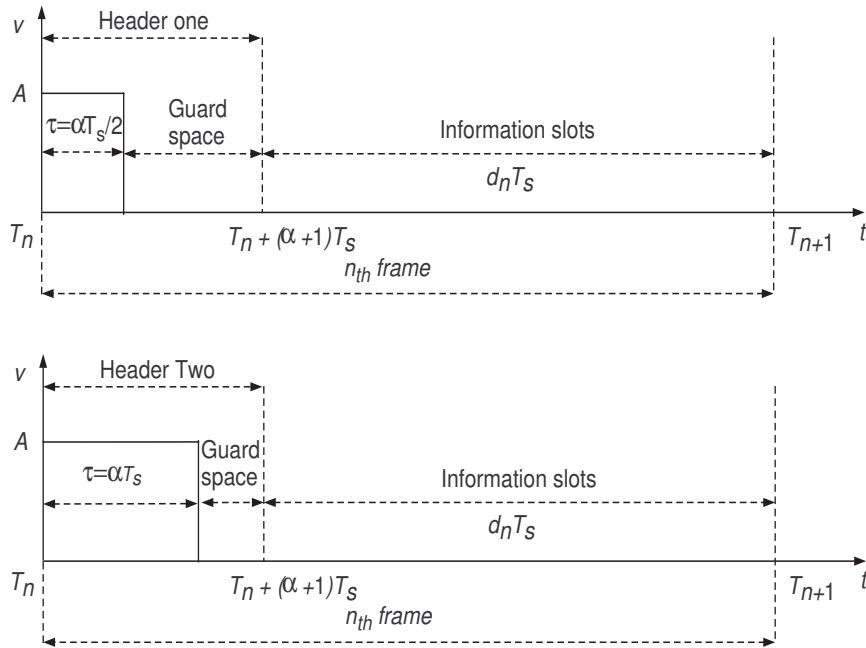 v
Header one
A
τ=αTs/2
Guard
space
Information slots
dnTs
Tn
Tn + (α +1)Ts
Tn+1
t
nth frame
v
Header Two
A
τ=αTs
Guard
space
Information slots
dnTs
Tn
Tn + (α +1)Ts
Tn+1
t
nth frame